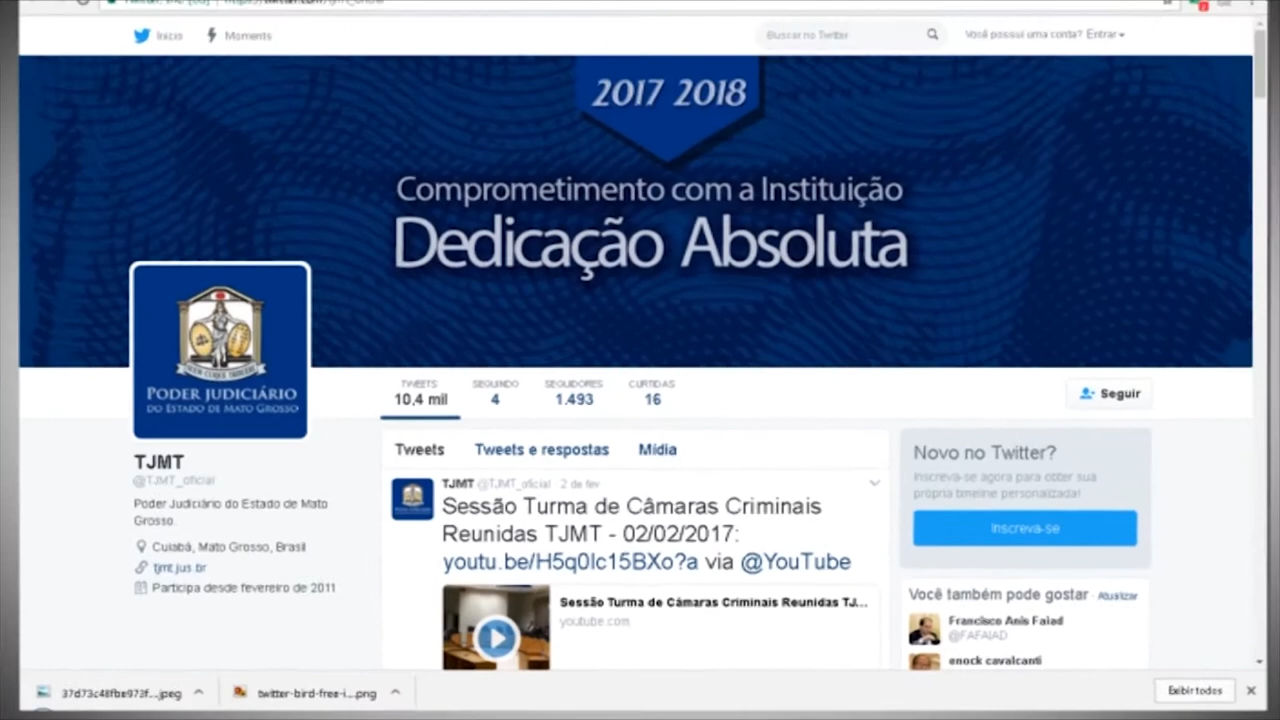 Início
Moments
Buscar no Twitter
Você possui uma conta? Entrar
2017 2018
Comprometimento com a Instituição
Dedicação Absoluta
PODER JUDICIÁRIO
DO ESTADO DE MATO GROSSO
TWEETS
10,4 mil
SEGUINDO
4
SEGUIDORES
1.493
CURTIDAS
16
Seguir
TJMT
@TJMT_oficial
Poder Judiciário do Estado de Mato
Grosso.
Cuiabá, Mato Grosso, Brasil
tjmt.jus.br
Participa desde fevereiro de 2011
Tweets
Tweets e respostas
Mídia
TJMT @TJMT_oficial 2 de fev
Sessão Turma de Câmaras Criminais
Reunidas TJMT - 02/02/2017:
youtu.be/H5q0lc15BXo?a via @YouTube
Sessão Turma de Câmaras Criminais Reunidas TJ...
youtube.com
Novo no Twitter?
Inscreva-se agora para obter sua
própria timeline personalizada!
Inscreva-se
Você também pode gostar · Atualizar
Francisco Anis Faiad
@FAFAIAD
enock cavalcanti
37d73c48fbe973f....jpeg
twitter-bird-free-i....png
Exibir todos